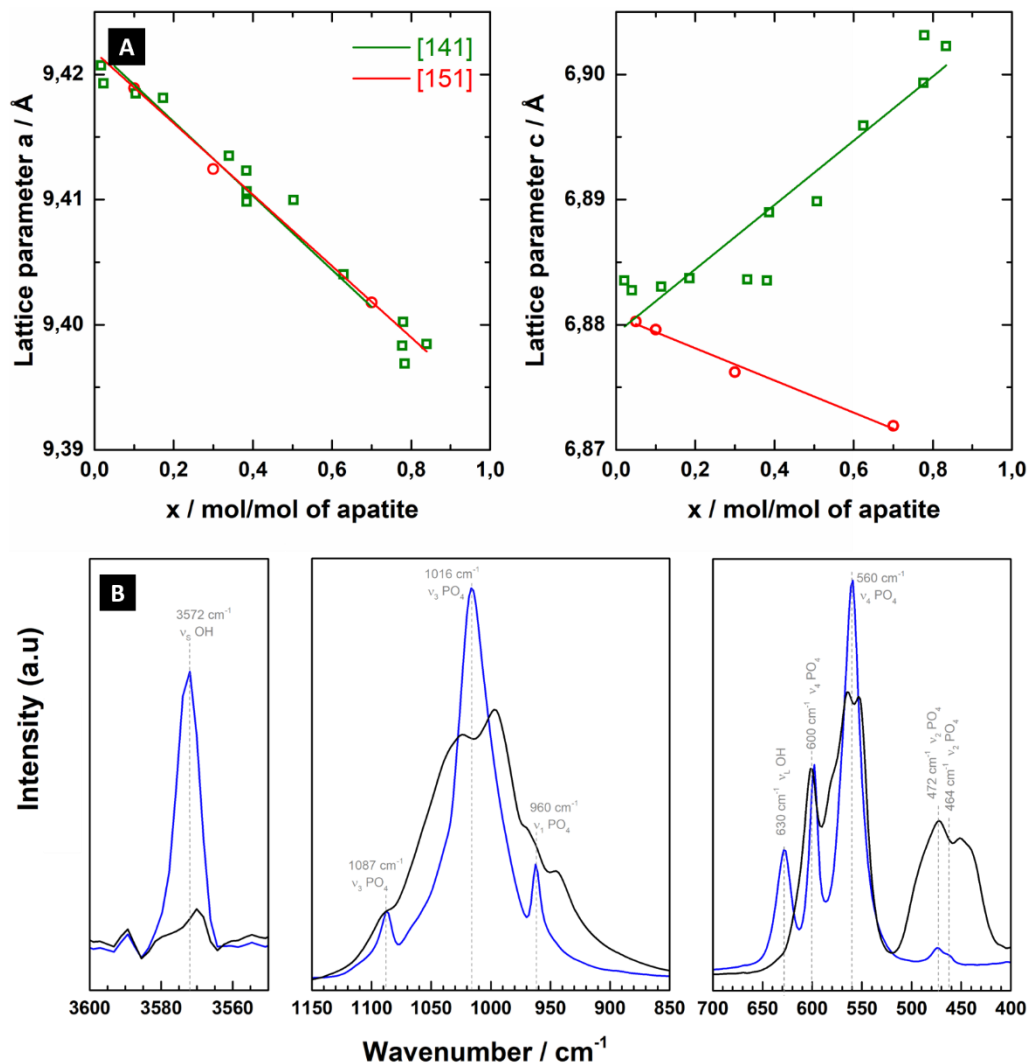 A
[141]
[151]
Lattice parameter a / Å
9,42
9,41
9,40
9,39
0,0 0,2 0,4 0,6 0,8 1,0
x / mol/mol of apatite
Lattice parameter c / Å
6,90
6,89
6,88
6,87
0,0 0,2 0,4 0,6 0,8 1,0
x / mol/mol of apatite
B
Intensity (a.u)
3572 cm⁻¹
νₛ OH
3600 3580 3560
1016 cm⁻¹
ν₃ PO₄
1087 cm⁻¹
ν₃ PO₄
960 cm⁻¹
ν₁ PO₄
1150 1100 1050 1000 950 900 850
560 cm⁻¹
ν₄ PO₄
630 cm⁻¹ νL OH
600 cm⁻¹ ν₄ PO₄
472 cm⁻¹ ν₂ PO₄
464 cm⁻¹ ν₂ PO₄
700 650 600 550 500 450 400
Wavenumber / cm⁻¹